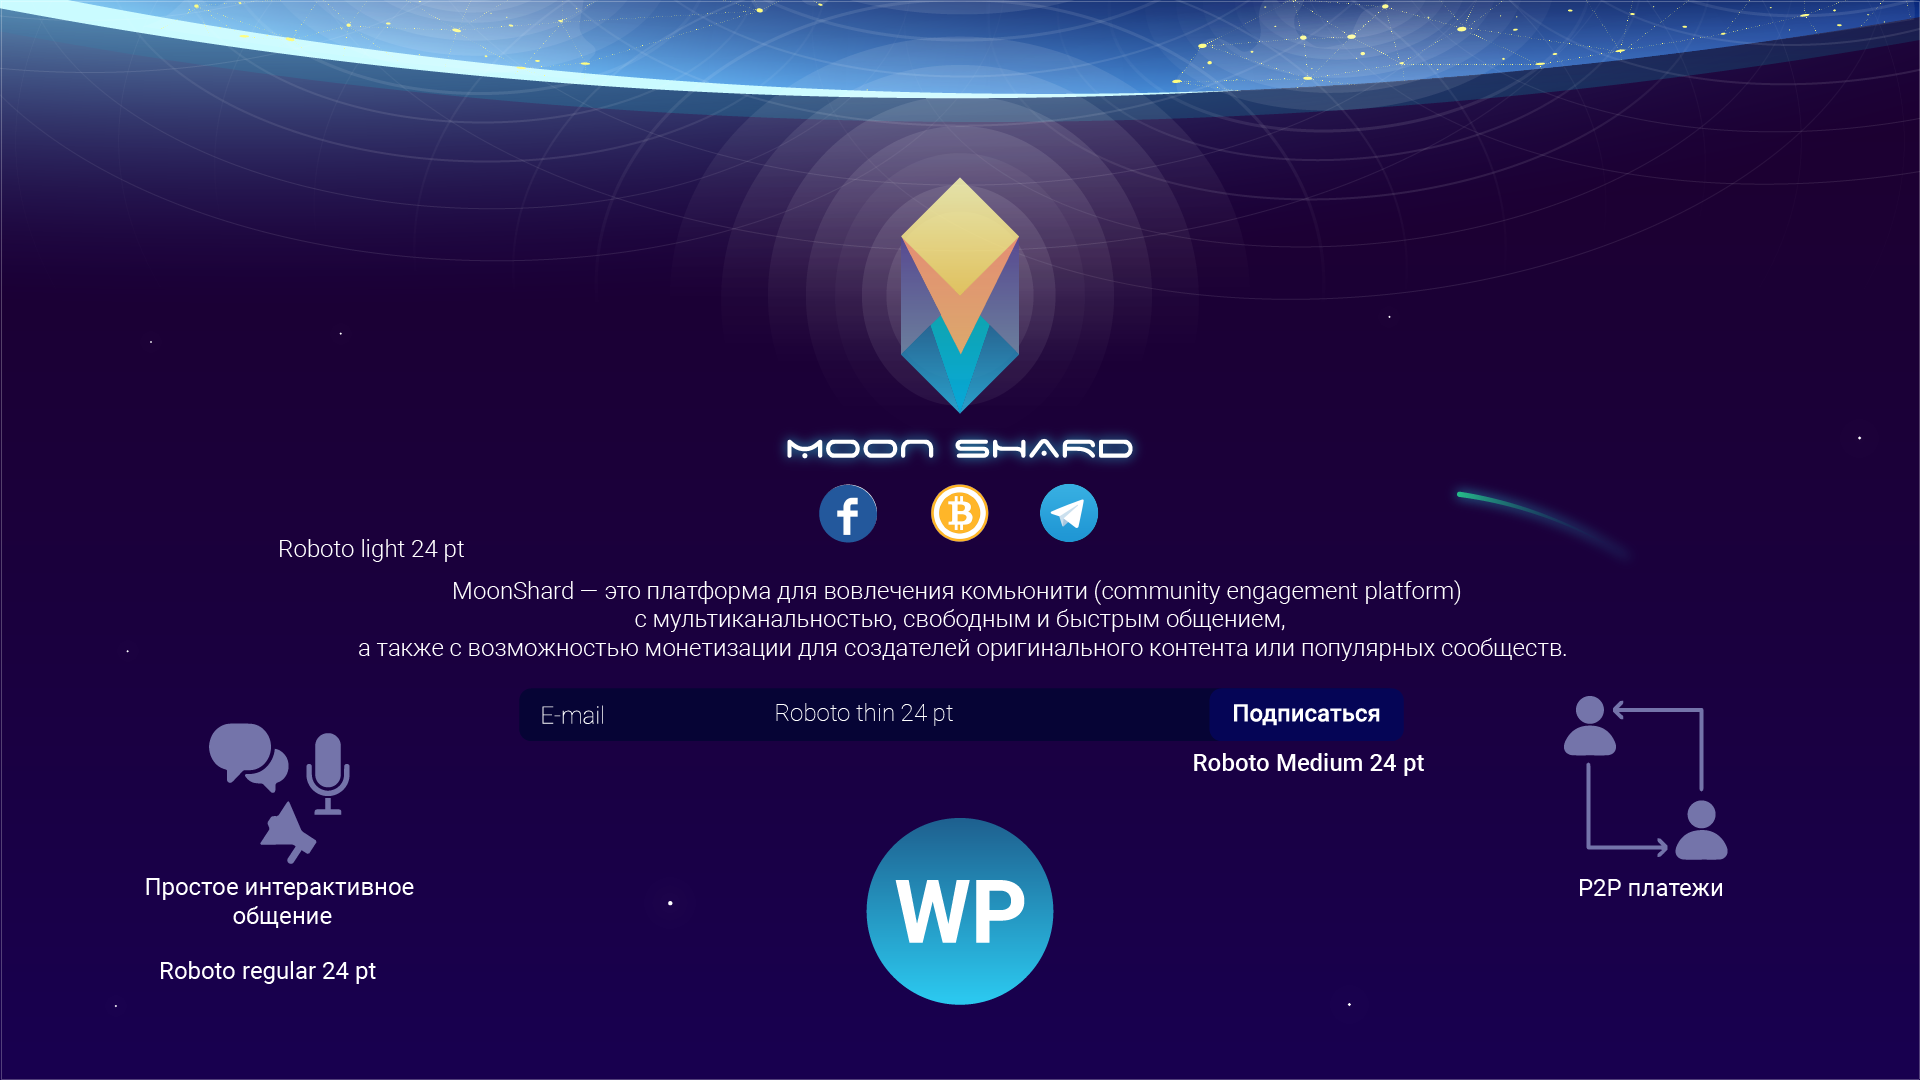 MOON SHARD
Roboto light 24 pt
MoonShard — это платформа для вовлечения комьюнити (community engagement platform)
с мультиканальностью, свободным и быстрым общением,
а также с возможностью монетизации для создателей оригинального контента или популярных сообществ.
E-mail
Roboto thin 24 pt
Подписаться
Roboto Medium 24 pt
WP
Простое интерактивное
общение
P2P платежи
Roboto regular 24 pt